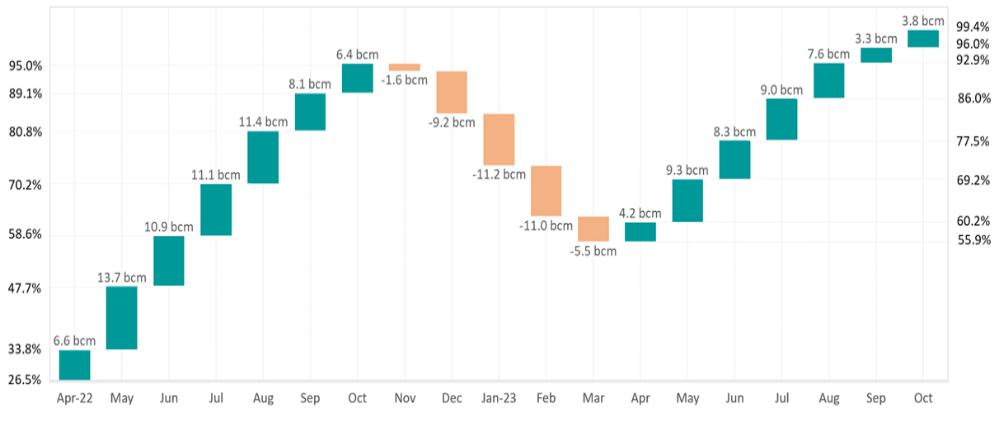 3.8 bcm
99.4%
3.3 bcm
96.0%
6.4 bcm
7.6 bcm
92.9%
95.0%
-1.6 bcm
8.1 bcm
9.0 bcm
89.1%
86.0%
11.4 bcm
-9.2 bcm
8.3 bcm
80.8%
77.5%
11.1 bcm
-11.2 bcm
9.3 bcm
70.2%
69.2%
10.9 bcm
-11.0 bcm
4.2 bcm
60.2%
58.6%
55.9%
-5.5 bcm
13.7 bcm
47.7%
6.6 bcm
33.8%
26.5%
Apr-22 May Jun Jul Aug Sep Oct Nov Dec Jan-23 Feb Mar Apr May Jun Jul Aug Sep Oct